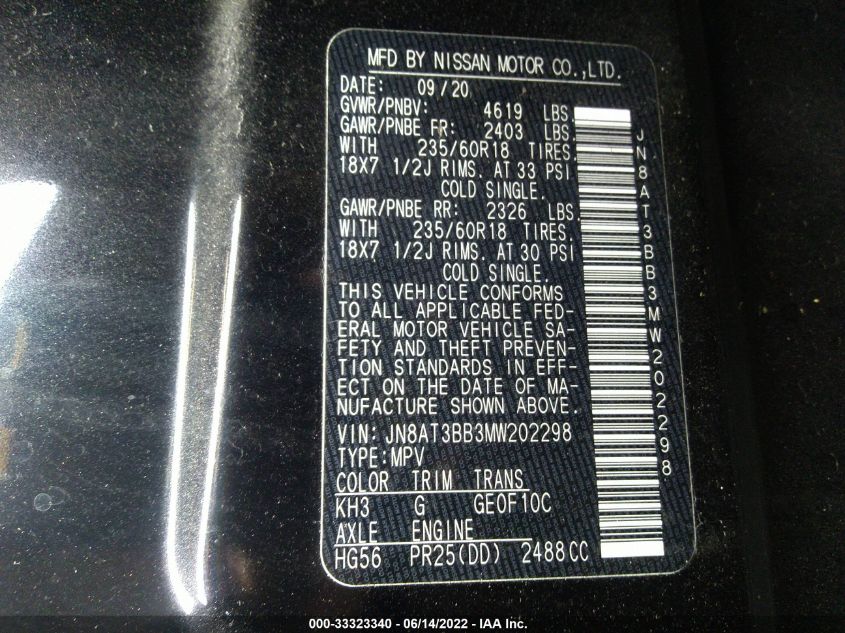 MFD BY NISSAN MOTOR CO.,LTD.
DATE: 09/20
GVWR/PNBV: 4619 LBS.
GAWR/PNBE FR: 2403 LBS.
WITH 235/60R18 TIRES.
18X7 1/2J RIMS. AT 33 PSI
COLD SINGLE.
GAWR/PNBE RR: 2326 LBS.
WITH 235/60R18 TIRES.
18X7 1/2J RIMS. AT 30 PSI
COLD SINGLE.
THIS VEHICLE CONFORMS
TO ALL APPLICABLE FED-
ERAL MOTOR VEHICLE SA-
FETY AND THEFT PREVEN-
TION STANDARDS IN EFF-
ECT ON THE DATE OF MA-
NUFACTURE SHOWN ABOVE.
VIN: JN8AT3BB3MW202298
TYPE:MPV
COLOR TRIM TRANS
KH3 G GE0F10C
AXLE ENGINE
HG56 PR25(DD) 2488CC
JN8AT3BB3MW202298
000-33323340 - 06/14/2022 - IAA Inc.